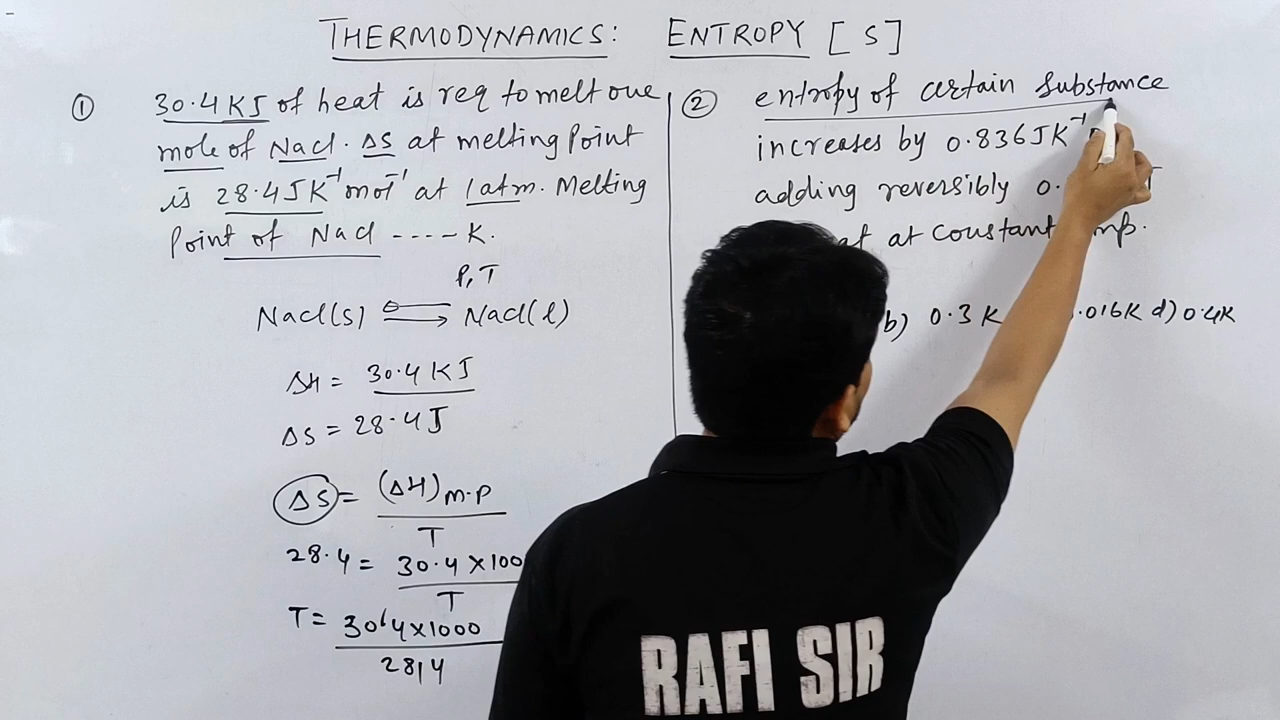 THERMODYNAMICS: ENTROPY [S]
① 30.4 KJ of heat is req to melt one
mole of Nacl. ΔS at melting Point
is 28.4 J K⁻¹ mol⁻¹ at 1 atm. Melting
Point of Nacl ---- K.
P, T
Nacl(s) ⇌ Nacl(l)
ΔH = 30.4 KJ
ΔS = 28.4 J
ΔS = (ΔH)m.p / T
28.4 = 30.4 × 100 / T
T = 30.4 × 1000 / 28.4
② entropy of certain Substance
increases by 0.836 J K⁻¹
adding reversibly 0.
at constant
b) 0.3 K .016K d) 0.4K
RAFI SIR